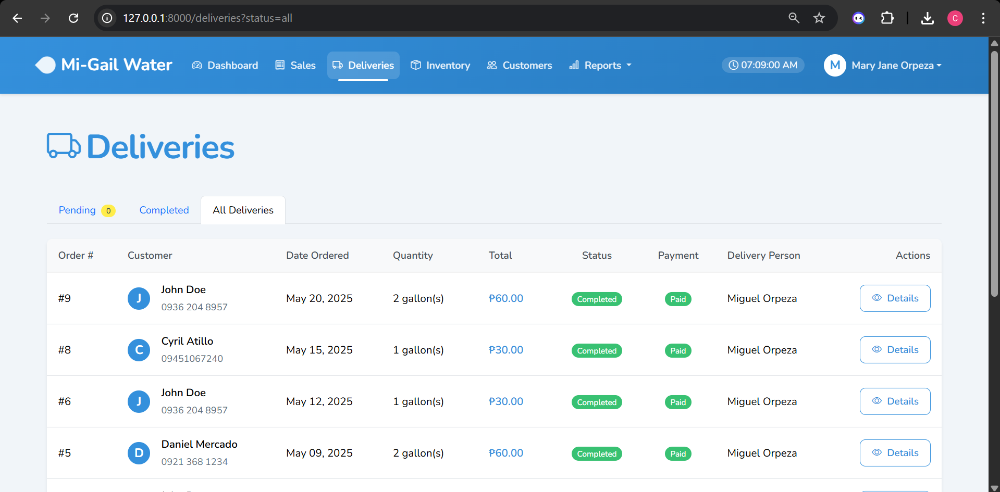 127.0.0.1:8000/deliveries?status=all
C
Mi-Gail Water
Dashboard
Sales
Deliveries
Inventory
Customers
Reports
07:09:00 AM
M
Mary Jane Orpeza
Deliveries
Pending 0
Completed
All Deliveries
Order # Customer Date Ordered Quantity Total Status Payment Delivery Person Actions
#9 J John Doe May 20, 2025 2 gallon(s) ₱60.00 Completed Paid Miguel Orpeza Details
0936 204 8957
#8 C Cyril Atillo May 15, 2025 1 gallon(s) ₱30.00 Completed Paid Miguel Orpeza Details
09451067240
#6 J John Doe May 12, 2025 1 gallon(s) ₱30.00 Completed Paid Miguel Orpeza Details
0936 204 8957
#5 D Daniel Mercado May 09, 2025 2 gallon(s) ₱60.00 Completed Paid Miguel Orpeza Details
0921 368 1234